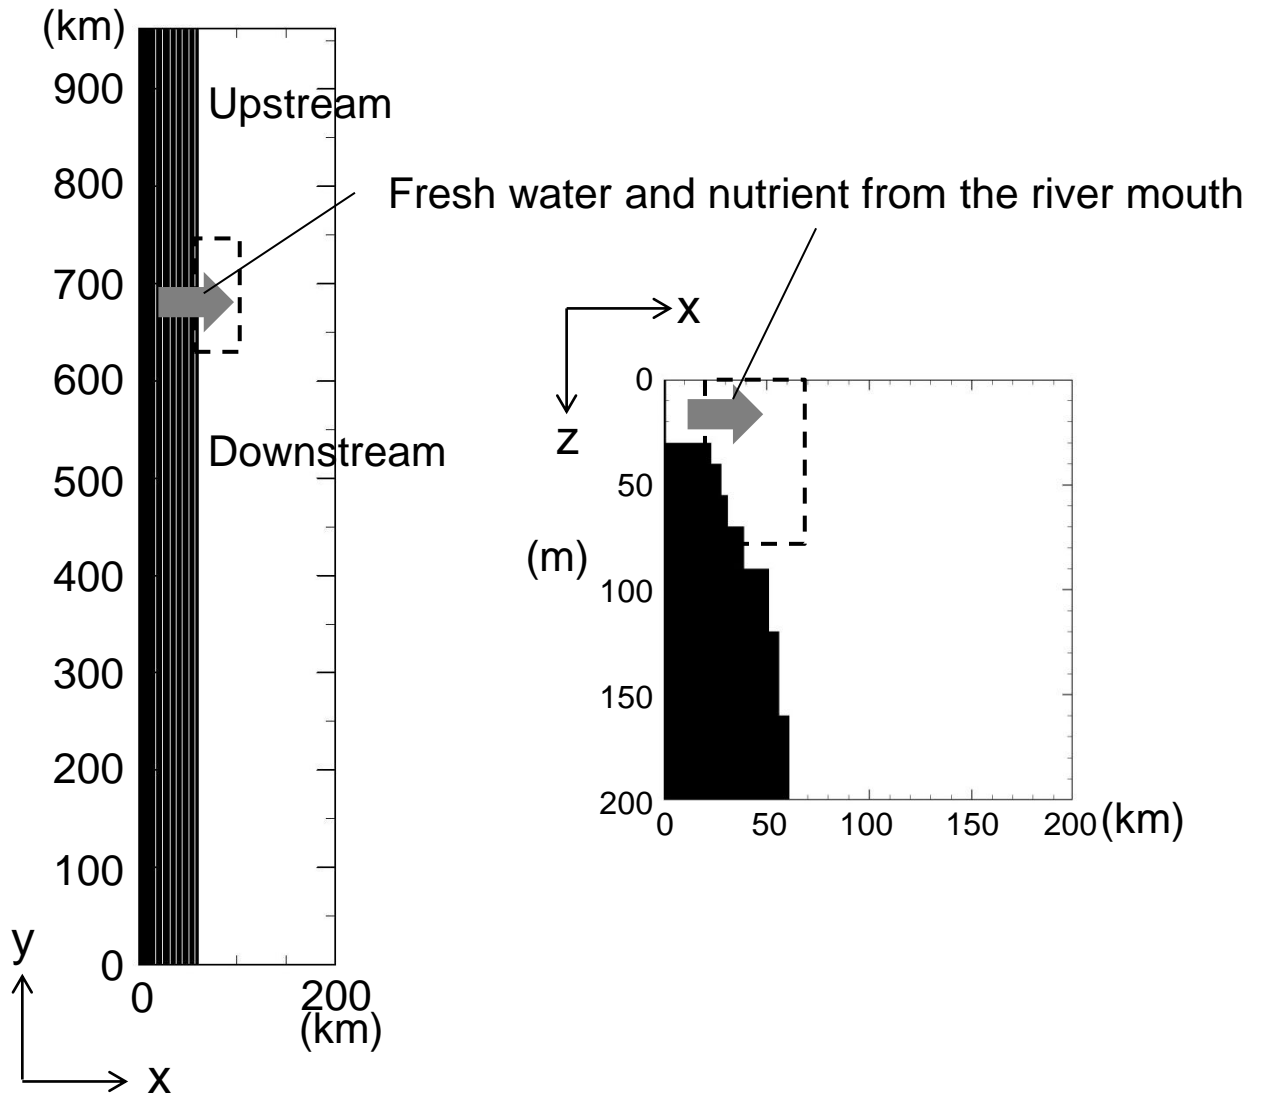 (km)
900
Upstream
800
Fresh water and nutrient from the river mouth
700
600
Downstream
500
400
300
200
100
0
0
200
(km)
y
x
x
z
0
50
(m)
100
150
200
0
50
100
150
200
(km)